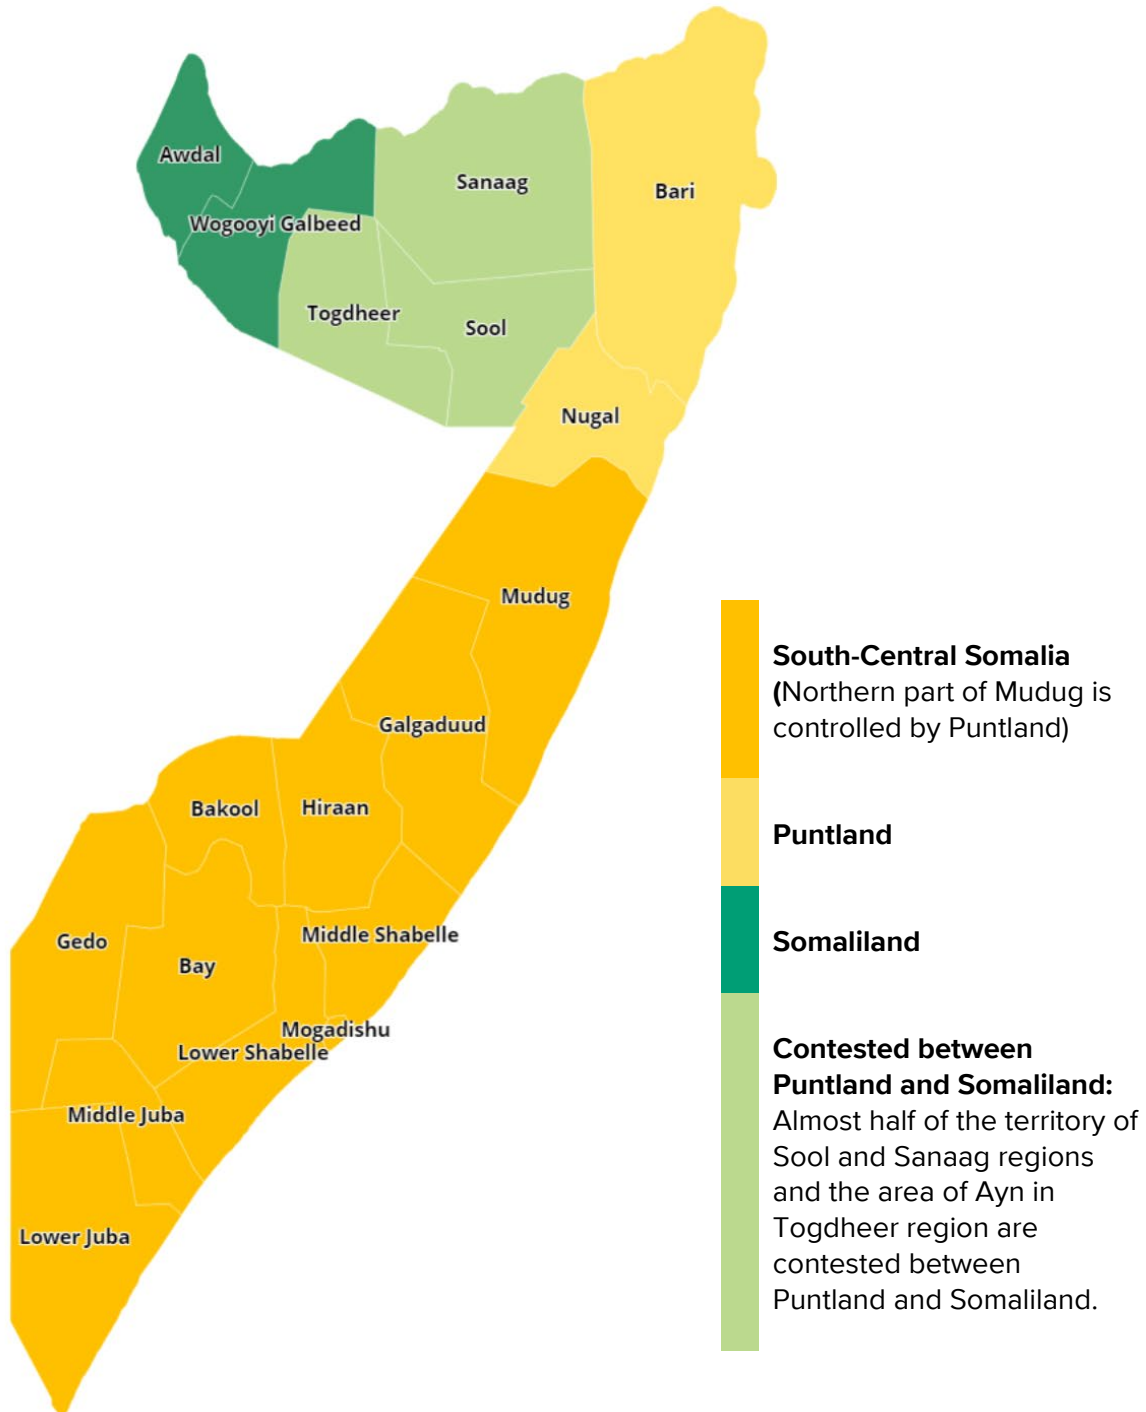 Awdal
Sanaag
Bari
Wogooyi Galbeed
Togdheer
Sool
Nugal
Mudug
Galgaduud
Bakool
Hiraan
Gedo
Middle Shabelle
Bay
Mogadishu
Lower Shabelle
Middle Juba
Lower Juba
South-Central Somalia
(Northern part of Mudug is
controlled by Puntland)
Puntland
Somaliland
Contested between
Puntland and Somaliland:
Almost half of the territory of
Sool and Sanaag regions
and the area of Ayn in
Togdheer region are
contested between
Puntland and Somaliland.